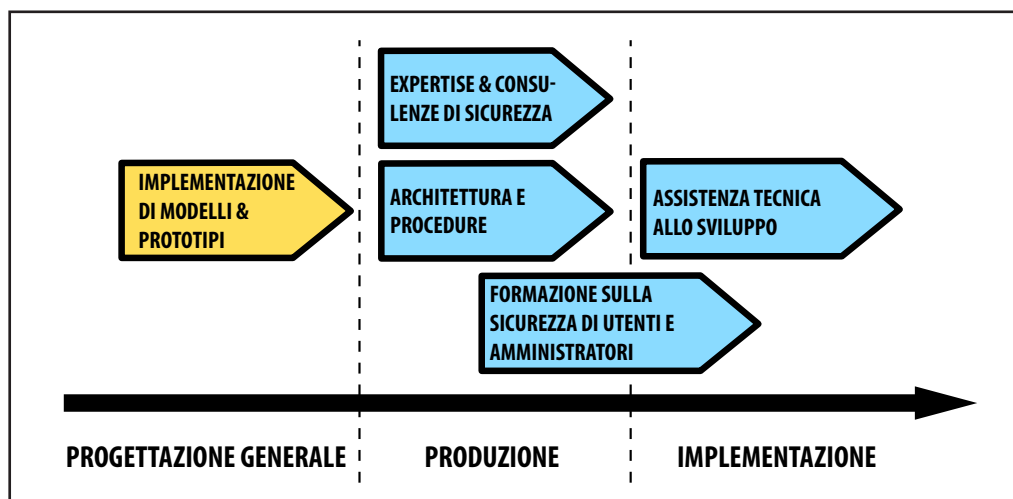 EXPERTISE & CONSU-
LENZE DI SICUREZZA
IMPLEMENTAZIONE
DI MODELLI &
PROTOTIPI
ARCHITETTURA E
PROCEDURE
ASSISTENZA TECNICA
ALLO SVILUPPO
FORMAZIONE SULLA
SICUREZZA DI UTENTI E
AMMINISTRATORI
PROGETTAZIONE GENERALE
PRODUZIONE
IMPLEMENTAZIONE